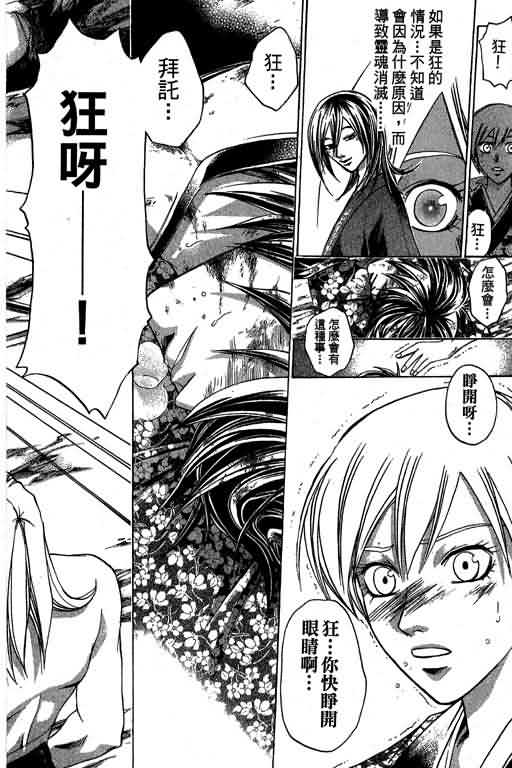 狂！
狂…
如果是狂的
情況…不知道
會因為什麼原因，而
導致靈魂消滅……
怎麼會…
怎麼會有
這種事…
睜開呀…
狂…你快睜開
眼睛啊…
狂…
拜託…
狂呀──！